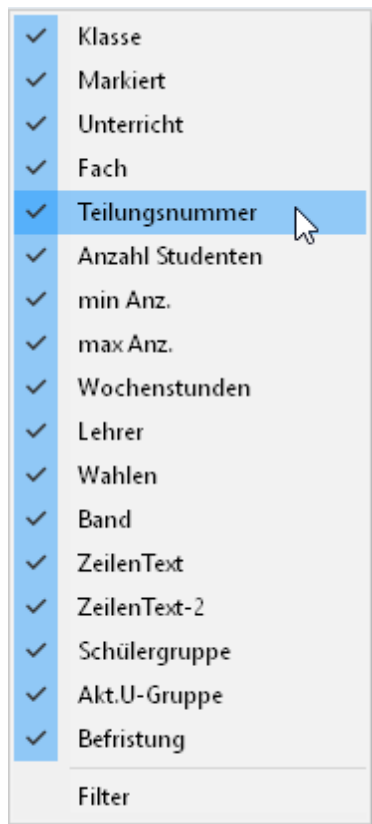 Klasse
Markiert
Unterricht
Fach
Teilungsnummer
Anzahl Studenten
min Anz.
max Anz.
Wochenstunden
Lehrer
Wahlen
Band
ZeilenText
ZeilenText-2
Schülergruppe
Akt.U-Gruppe
Befristung
Filter